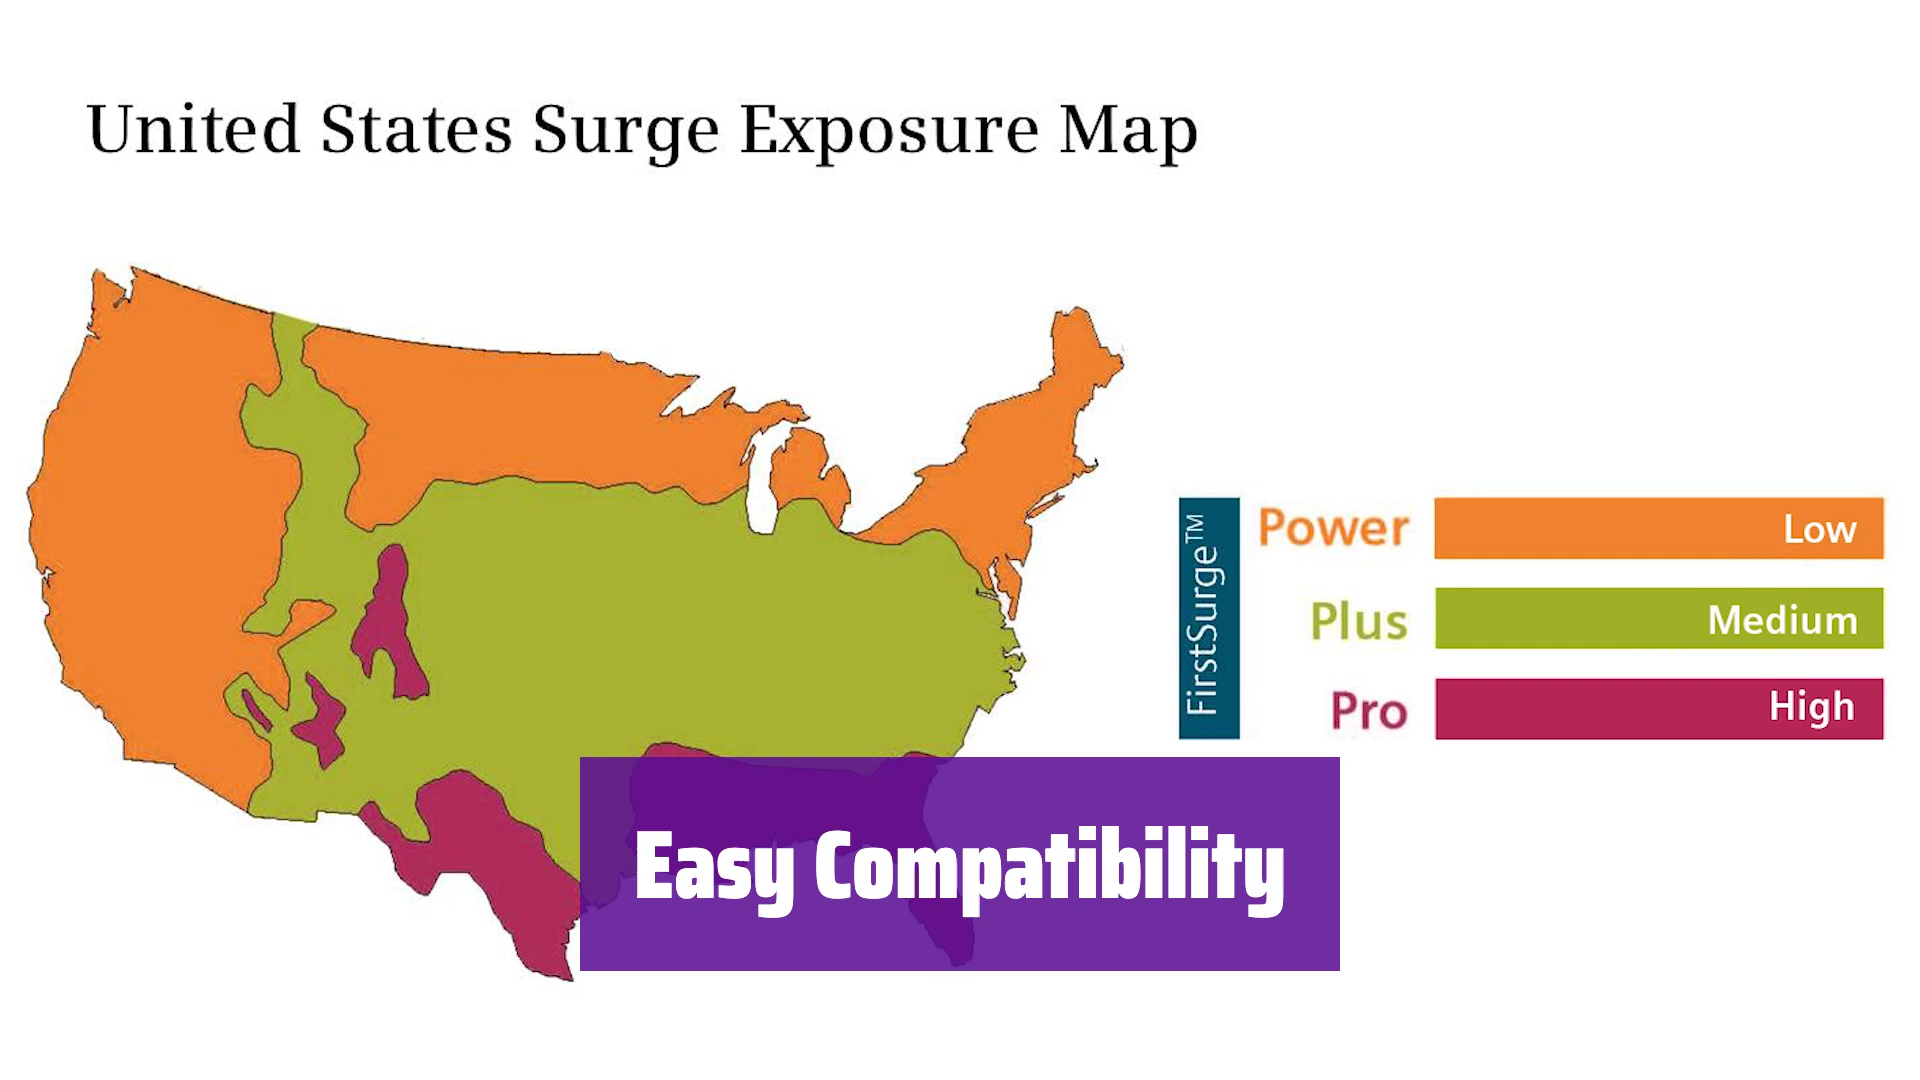 United States Surge Exposure Map
FirstSurge™
Power
Low
Plus
Medium
Pro
High
Easy Compatibility